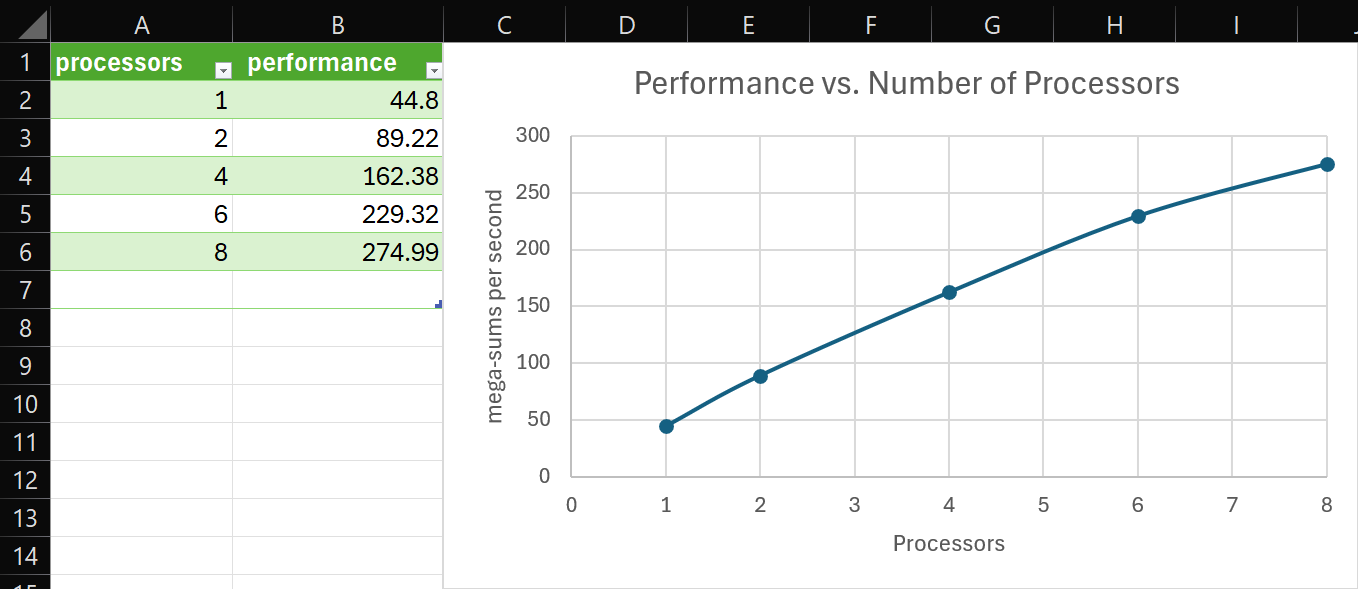 A B C D E F G H I
1 processors performance
2 1 44.8
3 2 89.22
4 4 162.38
5 6 229.32
6 8 274.99
7
8
9
10
11
12
13
14
15
Performance vs. Number of Processors
mega-sums per second
300
250
200
150
100
50
0
0 1 2 3 4 5 6 7 8
Processors